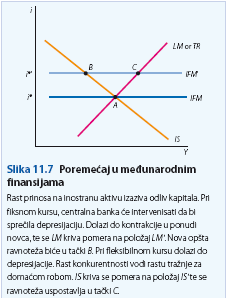 i
LM or TR
B
C
i*'
IFM'
i*
IFM
A
IS
Y
Slika 11.7 Poremećaj u međunarodnim
finansijama
Rast prinosa na inostranu aktivu izaziva odliv kapitala. Pri
fiksnom kursu, centralna banka će intervenisati da bi
sprečila depresijaciju. Dolazi do kontrakcije u ponudi
novca, te se LM kriva pomera na položaj LM'. Nova opšta
ravnoteža biće u tački B. Pri fleksibilnom kursu dolazi do
depresijacije. Rast konkurentnosti vodi rastu tražnje za
domaćom robom. IS kriva se pomera na položaj IS' te se
ravnoteža uspostavlja u tački C.